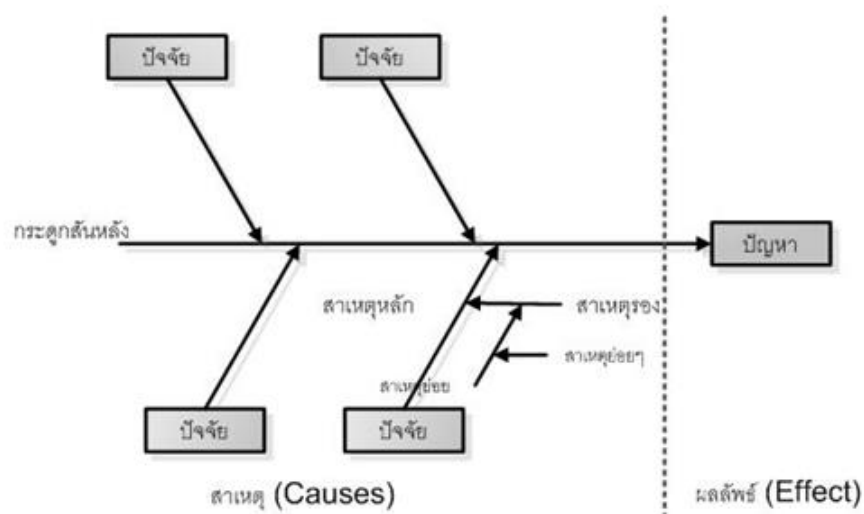 ปัจจัย
ปัจจัย
กระดูกสันหลัง
ปัญหา
สาเหตุหลัก
สาเหตุรอง
สาเหตุย่อยๆ
สาเหตุย่อย
ปัจจัย
ปัจจัย
สาเหตุ (Causes)
ผลลัพธ์ (Effect)